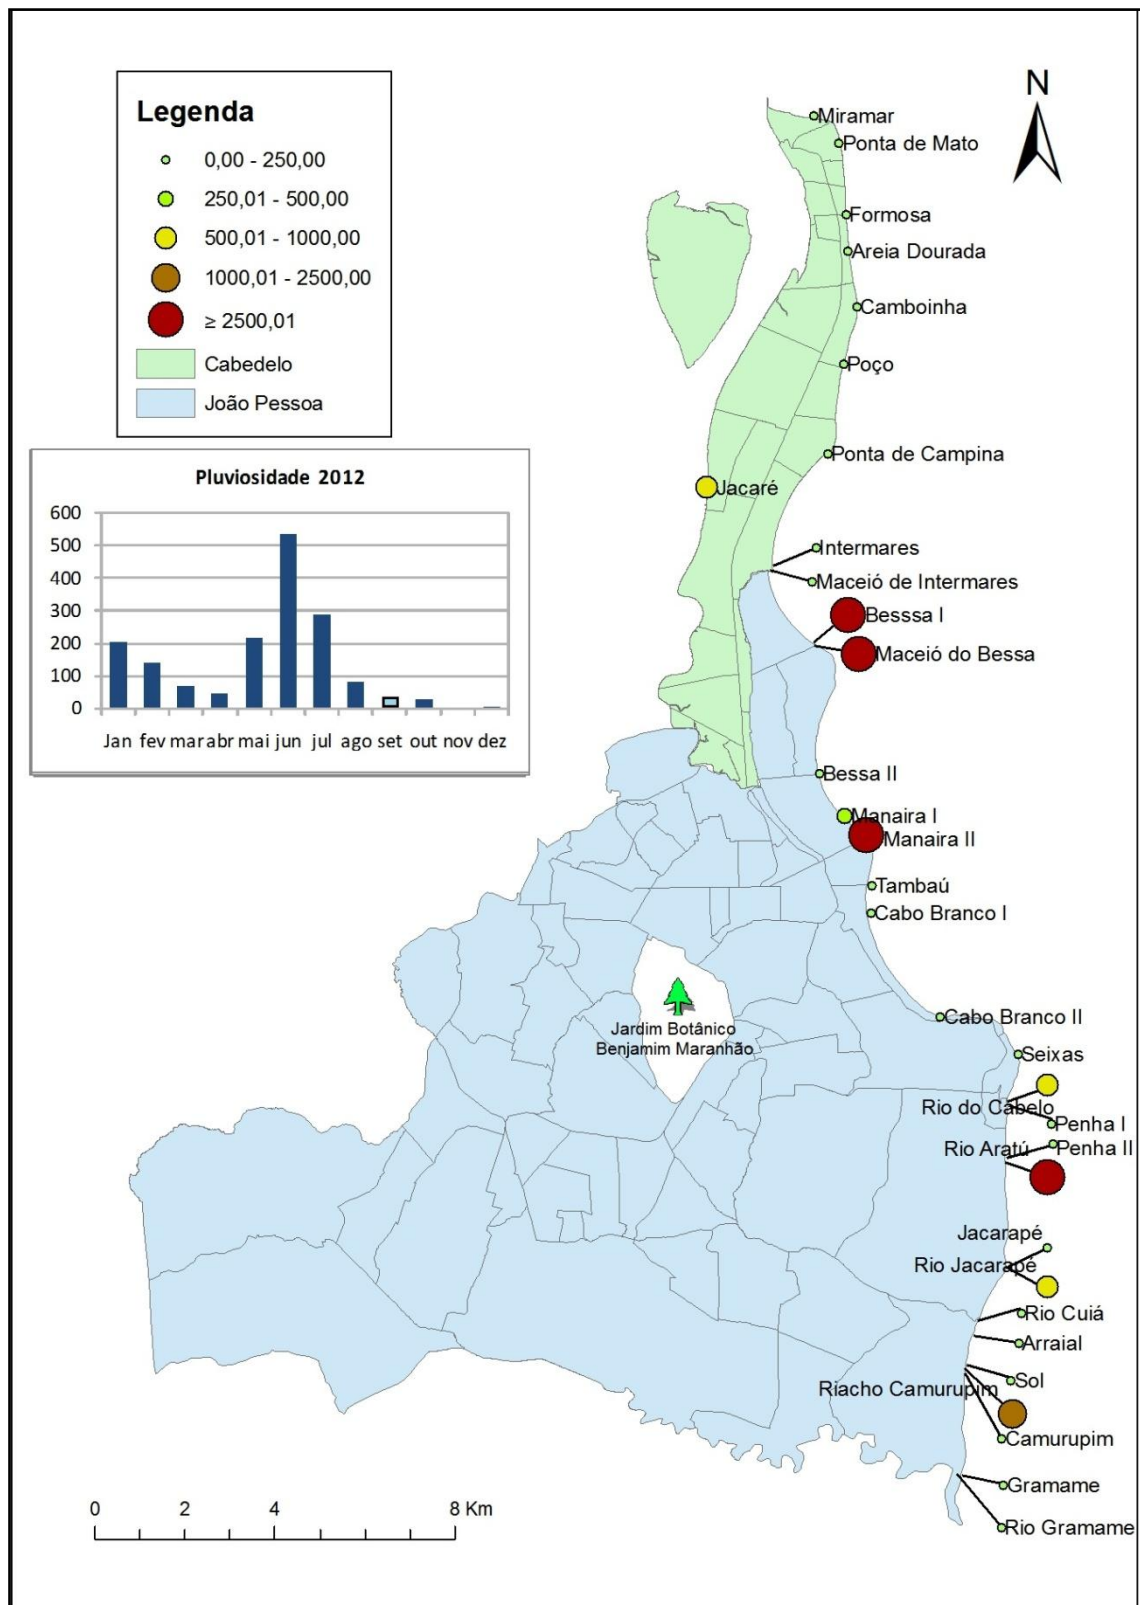 Legenda
0,00 - 250,00
250,01 - 500,00
500,01 - 1000,00
1000,01 - 2500,00
≥ 2500,01
Cabedelo
João Pessoa
Pluviosidade 2012
600
500
400
300
200
100
0
Jan fev mar abr mai jun jul ago set out nov dez
N
Miramar
Ponta de Mato
Formosa
Areia Dourada
Camboinha
Poço
Ponta de Campina
Jacaré
Intermares
Maceió de Intermares
Besssa I
Maceió do Bessa
Bessa II
Manaira I
Manaira II
Tambaú
Cabo Branco I
Jardim Botânico
Benjamim Maranhão
Cabo Branco II
Seixas
Rio do Cabelo
Penha I
Rio Aratú
Penha II
Jacarapé
Rio Jacarapé
Rio Cuiá
Arraial
Sol
Riacho Camurupim
Camurupim
Gramame
Rio Gramame
0 2 4 8 Km